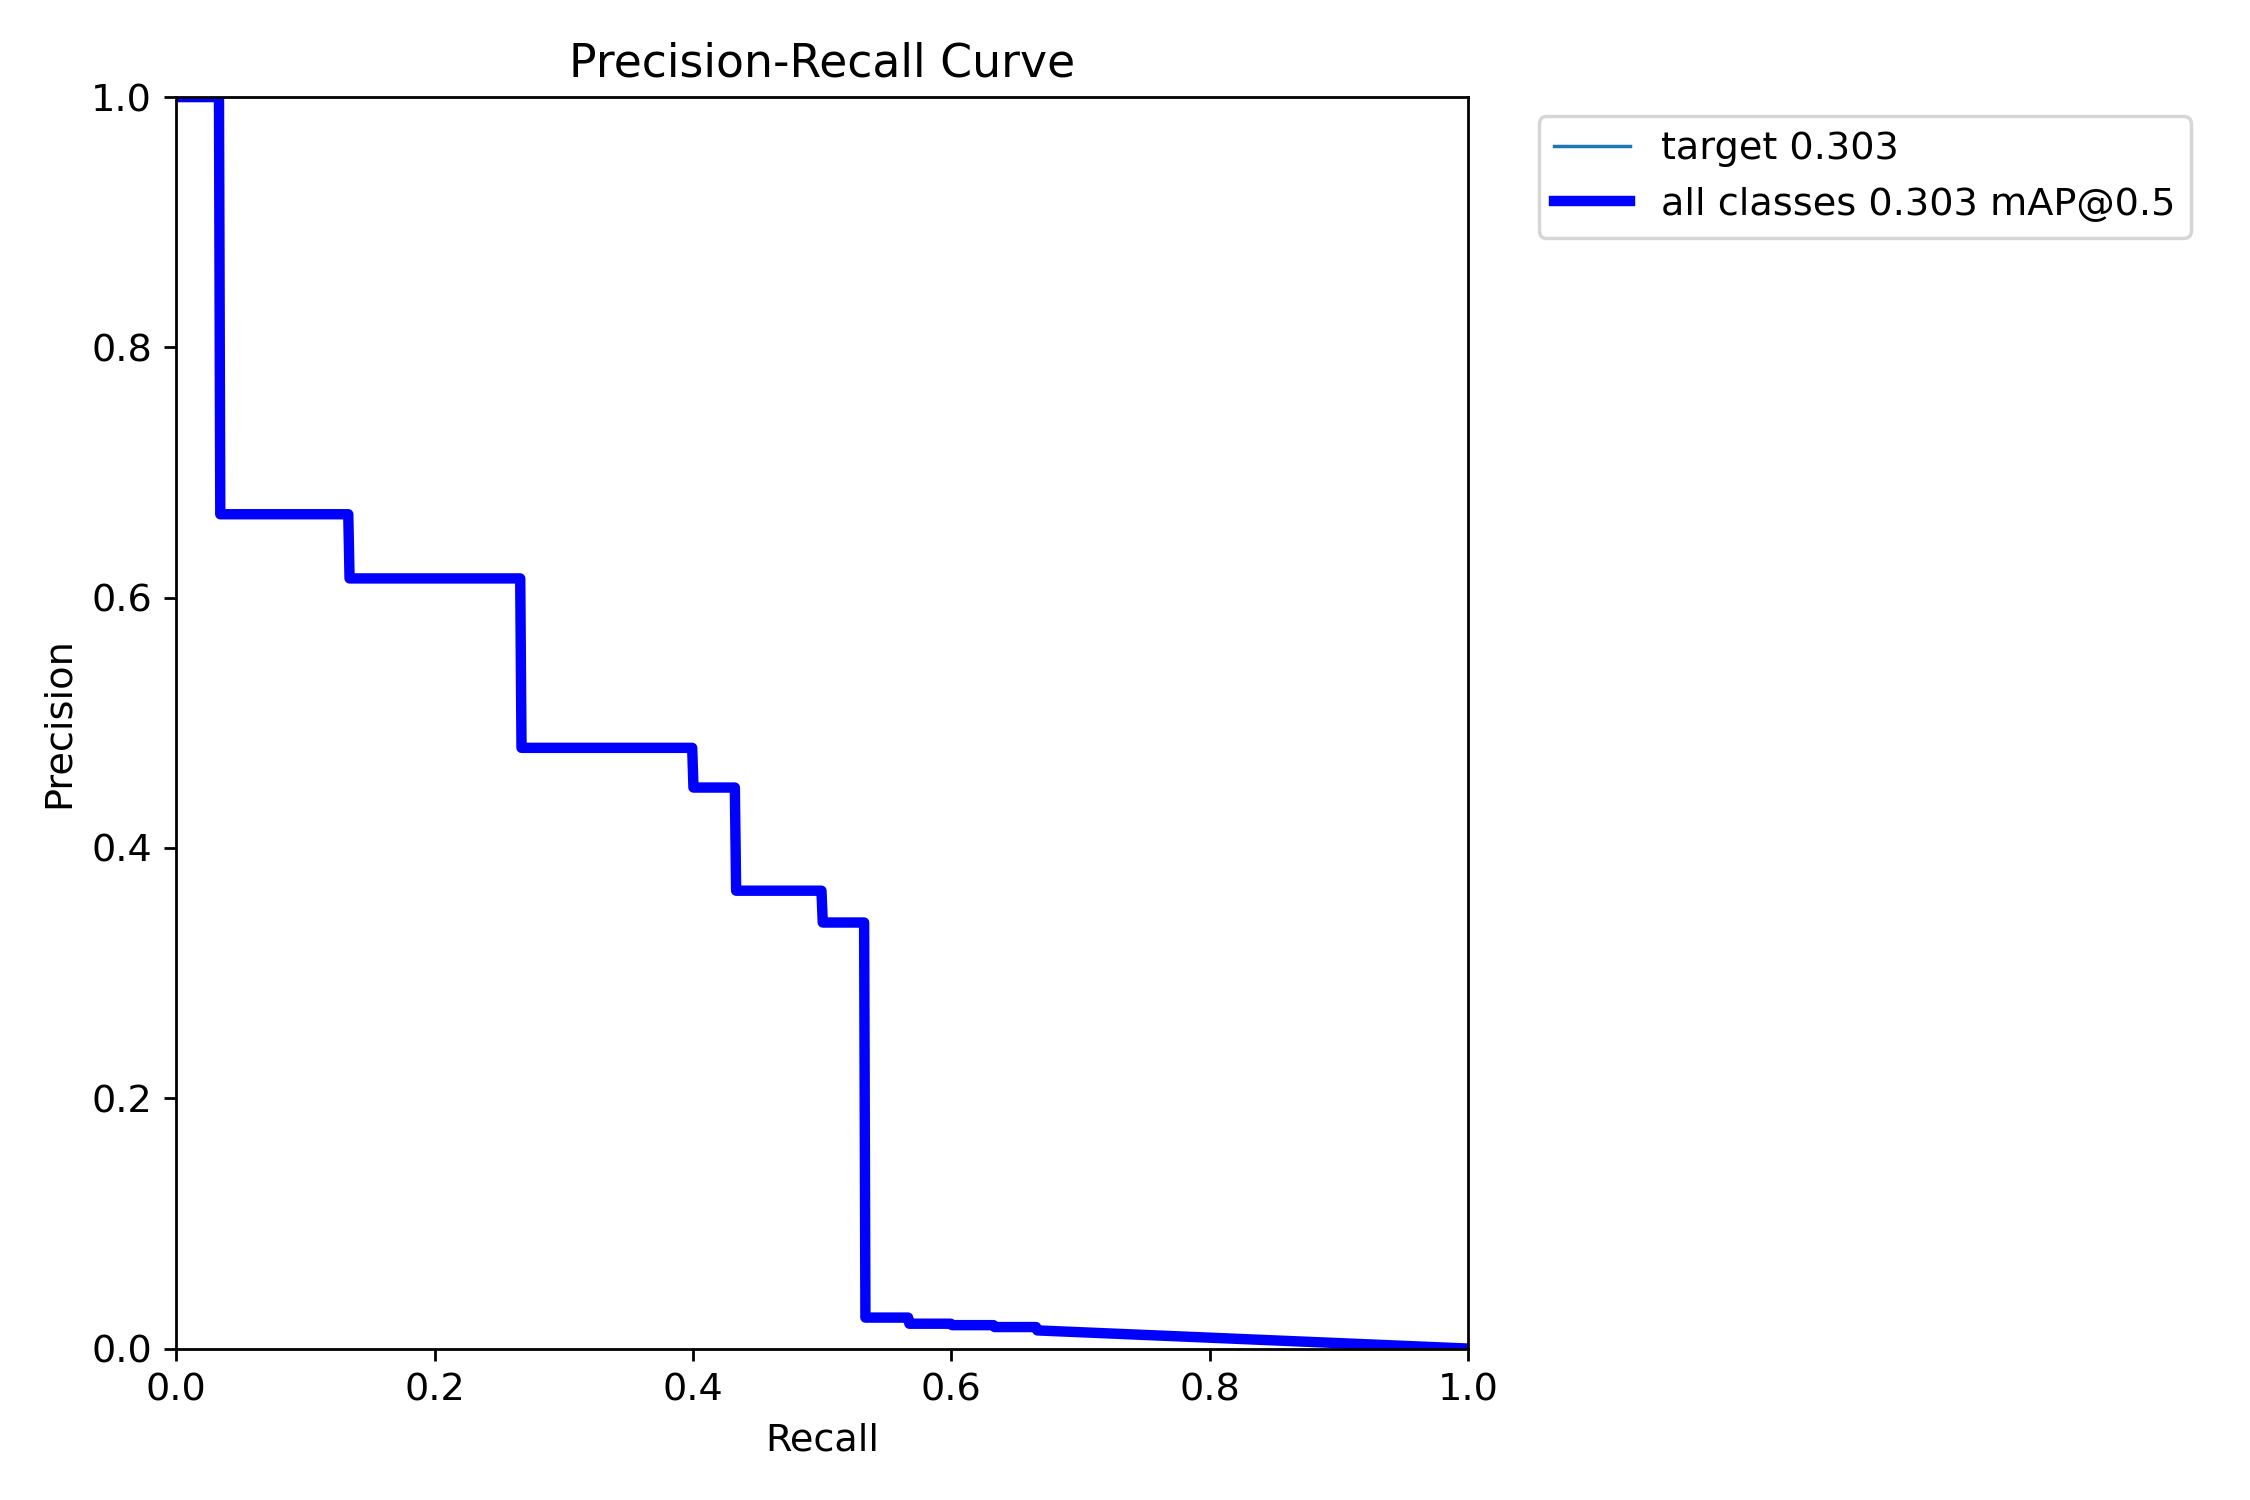 Precision-Recall Curve
target 0.303
all classes 0.303 mAP@0.5
Precision
1.0
0.8
0.6
0.4
0.2
0.0
0.0 0.2 0.4 0.6 0.8 1.0
Recall